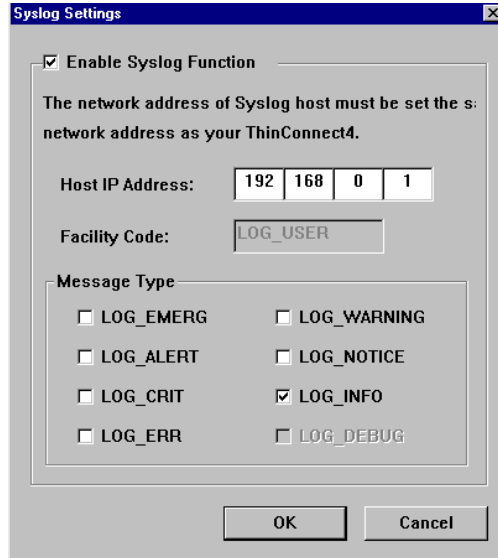 Syslog Settings
Enable Syslog Function
The network address of Syslog host must be set the s
network address as your ThinConnect4.
Host IP Address: 192 168 0 1
Facility Code: LOG_USER
Message Type
LOG_EMERG LOG_WARNING
LOG_ALERT LOG_NOTICE
LOG_CRIT LOG_INFO
LOG_ERR LOG_DEBUG
OK Cancel